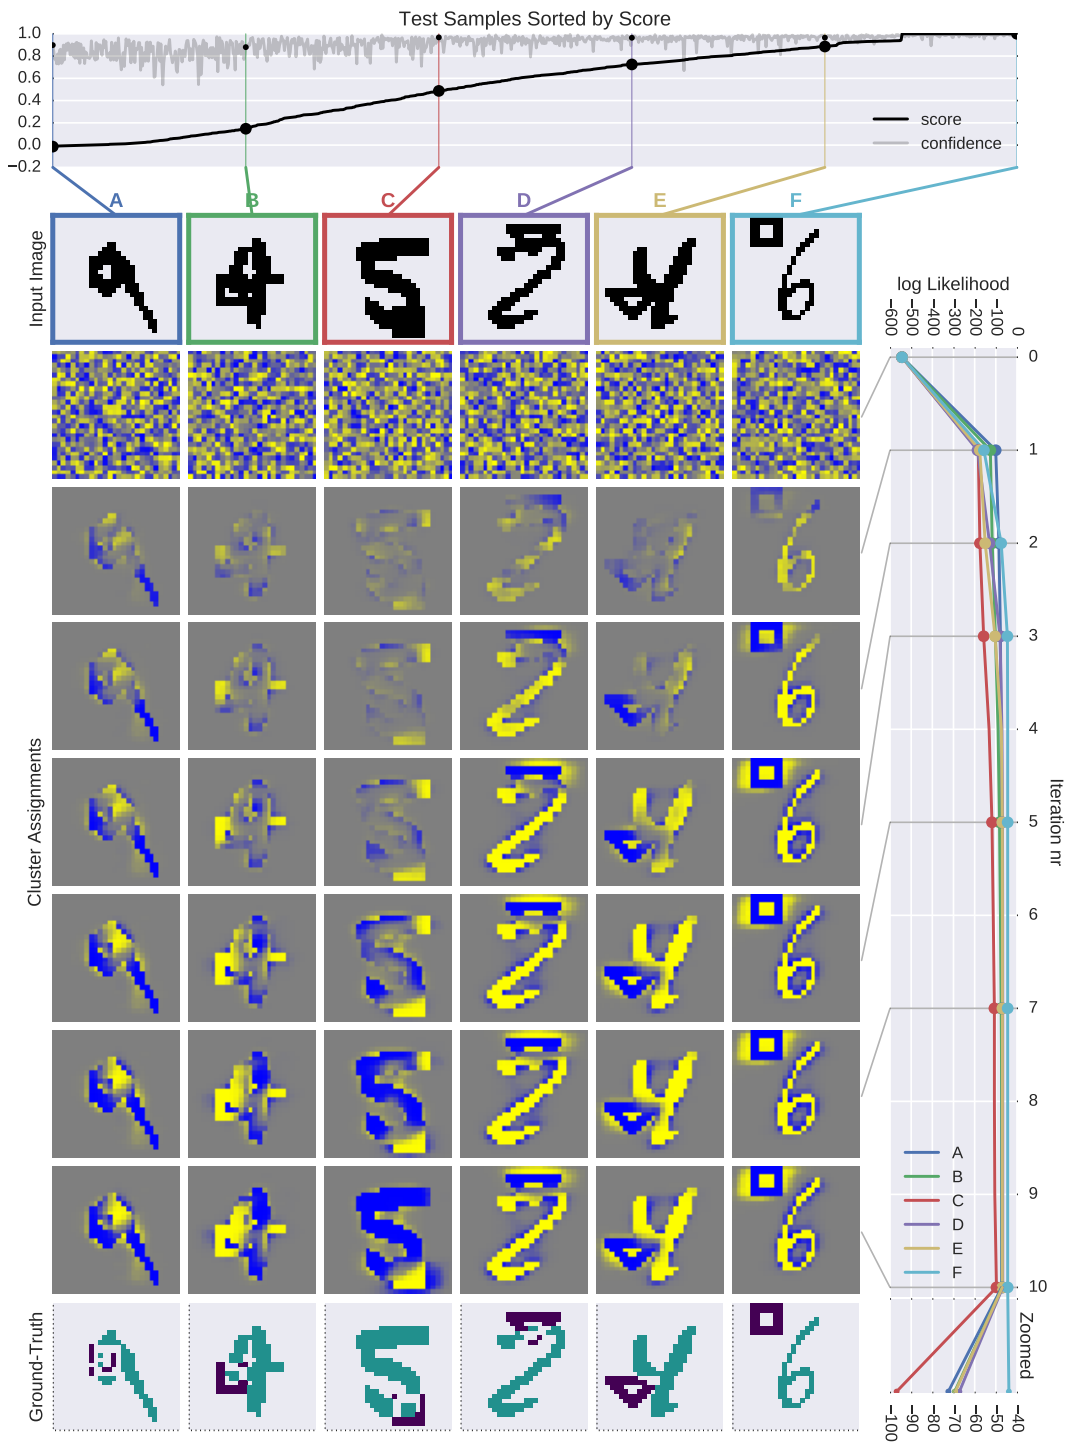 Test Samples Sorted by Score
1.0
0.8
0.6
0.4
0.2
0.0
−0.2
score
confidence
A B C D E F
Input Image
log Likelihood
−600 −500 −400 −300 −200 −100 0
0
1
2
3
4
5
6
7
8
9
10
Iteration nr
Cluster Assignments
A
B
C
D
E
F
Zoomed
Ground-Truth
−100 −90 −80 −70 −60 −50 −40